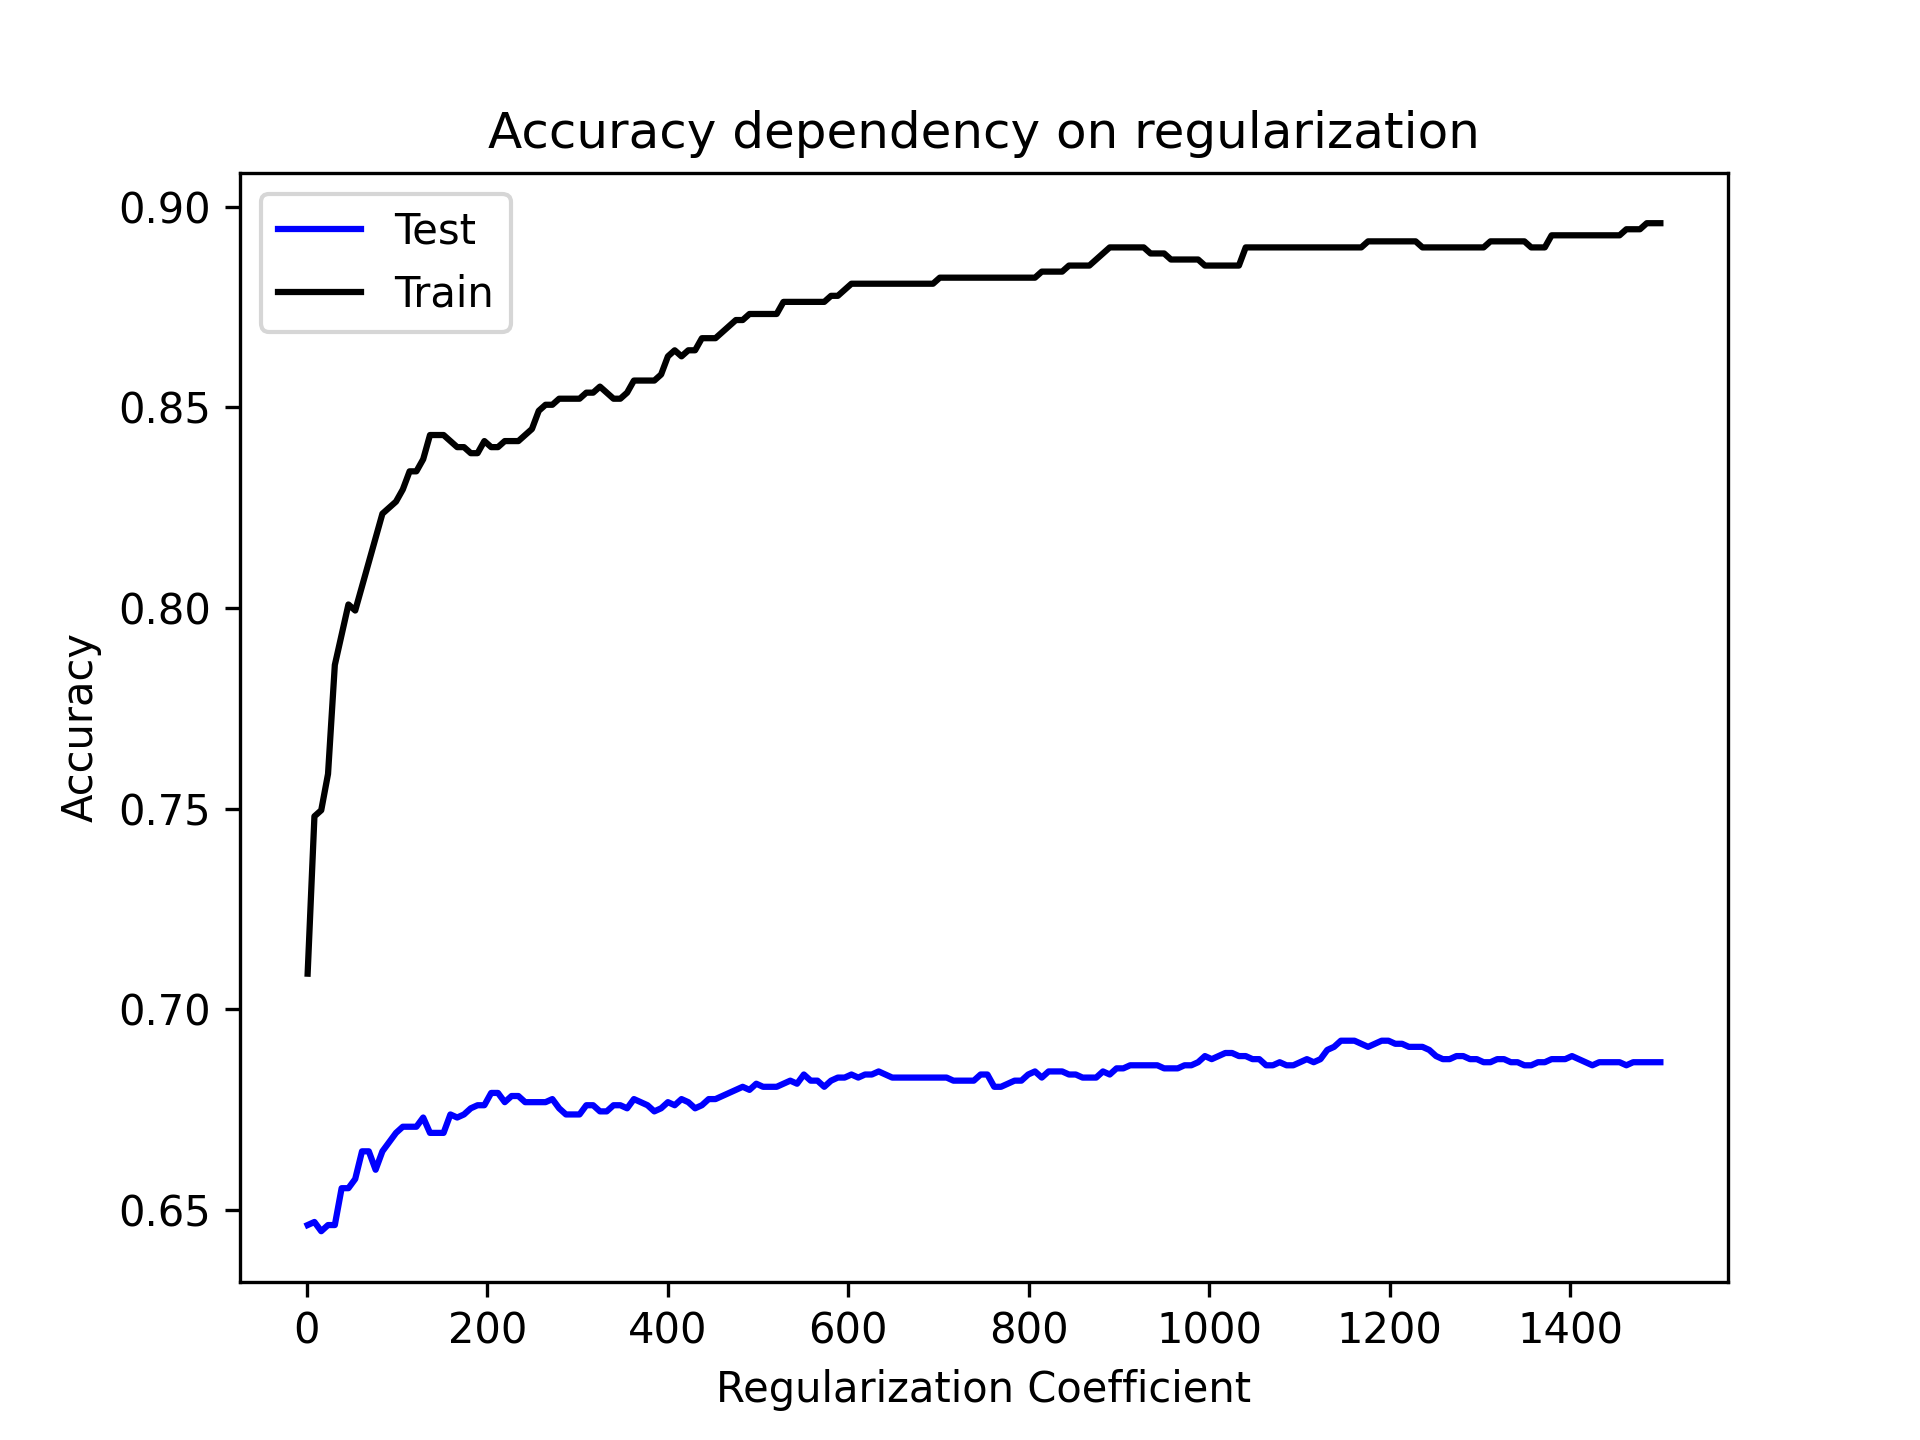 Accuracy dependency on regularization
Test
Train
0.90
0.85
0.80
0.75
0.70
0.65
Accuracy
0 200 400 600 800 1000 1200 1400
Regularization Coefficient